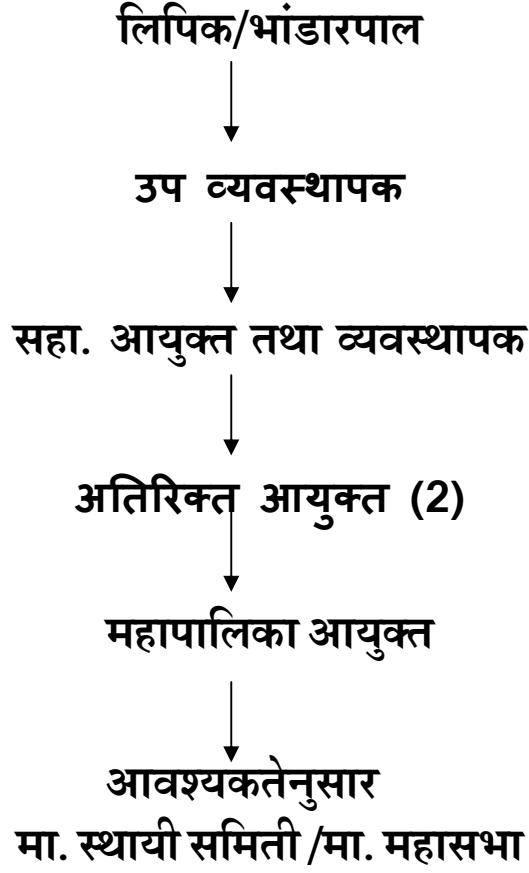 लिपिक/भांडारपाल
उप व्यवस्थापक
सहा. आयुक्त तथा व्यवस्थापक
अतिरिक्त आयुक्त (2)
महापालिका आयुक्त
आवश्यकतेनुसार
मा. स्थायी समिती /मा. महासभा